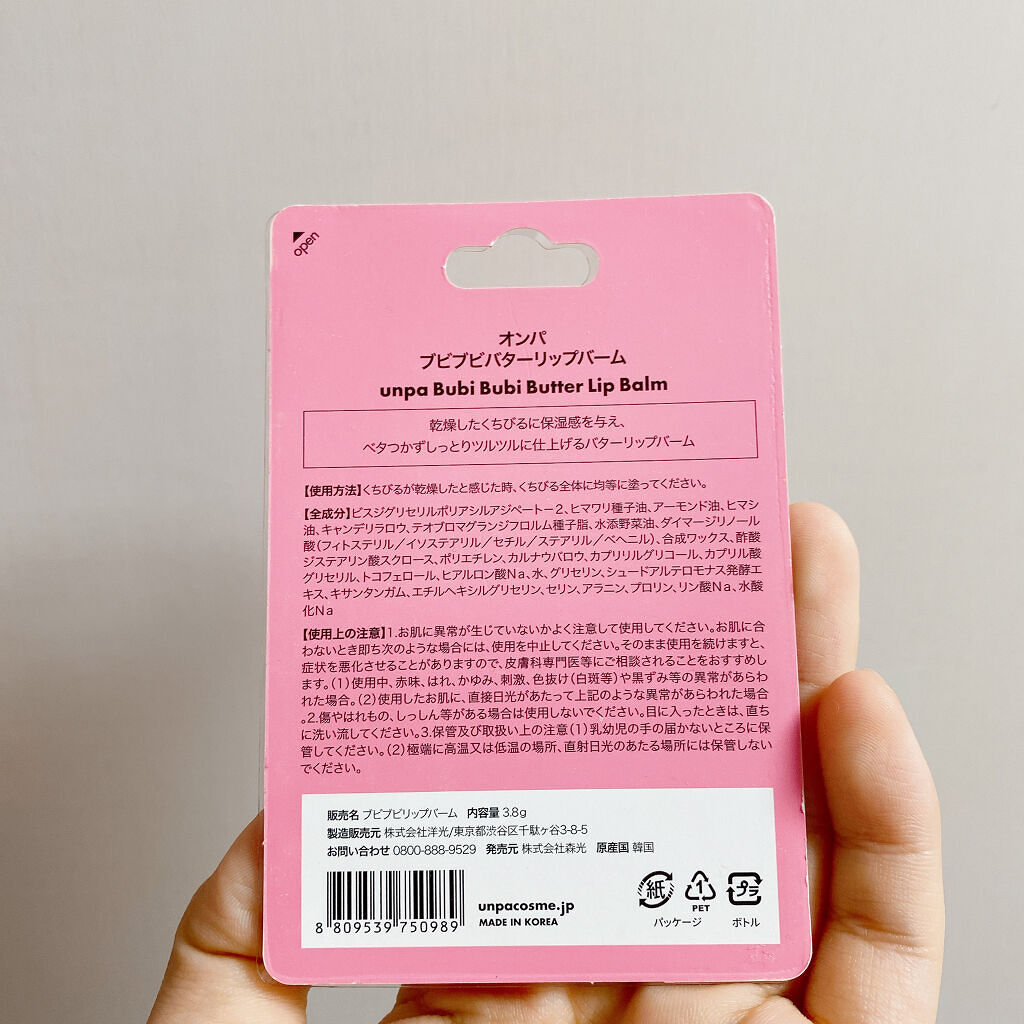 open
オンパ
ブビブビバターリップバーム
unpa Bubi Bubi Butter Lip Balm
乾燥したくちびるに保湿感を与え、
ベタつかずしっとりツルツルに仕上げるバターリップバーム
【使用方法】くちびるが乾燥したと感じた時、くちびる全体に均等に塗ってください。
【全成分】ビスジグリセリルポリアシルアジペート－2、ヒマワリ種子油、アーモンド油、ヒマシ
油、キャンデリラロウ、テオブロマグランジフロルム種子脂、水添野菜油、ダイマージリノール
酸（フィトステリル／イソステアリル／セチル／ステアリル／ベヘニル）、合成ワックス、酢酸
ジステアリン酸スクロース、ポリエチレン、カルナウバロウ、カプリリルグリコール、カプリル酸
グリセリル、トコフェロール、ヒアルロン酸Na、水、グリセリン、シュードアルテロモナス発酵エ
キス、キサンタンガム、エチルヘキシルグリセリン、セリン、アラニン、プロリン、リン酸Na、水酸
化Na
【使用上の注意】1.お肌に異常が生じていないかよく注意して使用してください。お肌に合
わないとき即ち次のような場合には、使用を中止してください。そのまま使用を続けますと、
症状を悪化させることがありますので、皮膚科専門医等にご相談されることをおすすめし
ます。（1）使用中、赤味、はれ、かゆみ、刺激、色抜け（白斑等）や黒ずみ等の異常があらわ
れた場合。（2）使用したお肌に、直接日光があたって上記のような異常があらわれた場合
。2.傷やはれもの、しっしん等がある場合は使用しないでください。目に入ったときは、直ち
に洗い流してください。3.保管及び取扱い上の注意（1）乳幼児の手の届かないところに保
管してください。（2）極端に高温又は低温の場所、直射日光のあたる場所には保管しない
でください。
販売名 ブビブビリップバーム 内容量 3.8g
製造販売元 株式会社洋光/東京都渋谷区千駄ヶ谷3-8-5
お問い合わせ 0800-888-9529 発売元 株式会社森光 原産国 韓国
8 809539 750989
unpacosme.jp
MADE IN KOREA
紙 1 プラ
PET
パッケージ ボトル